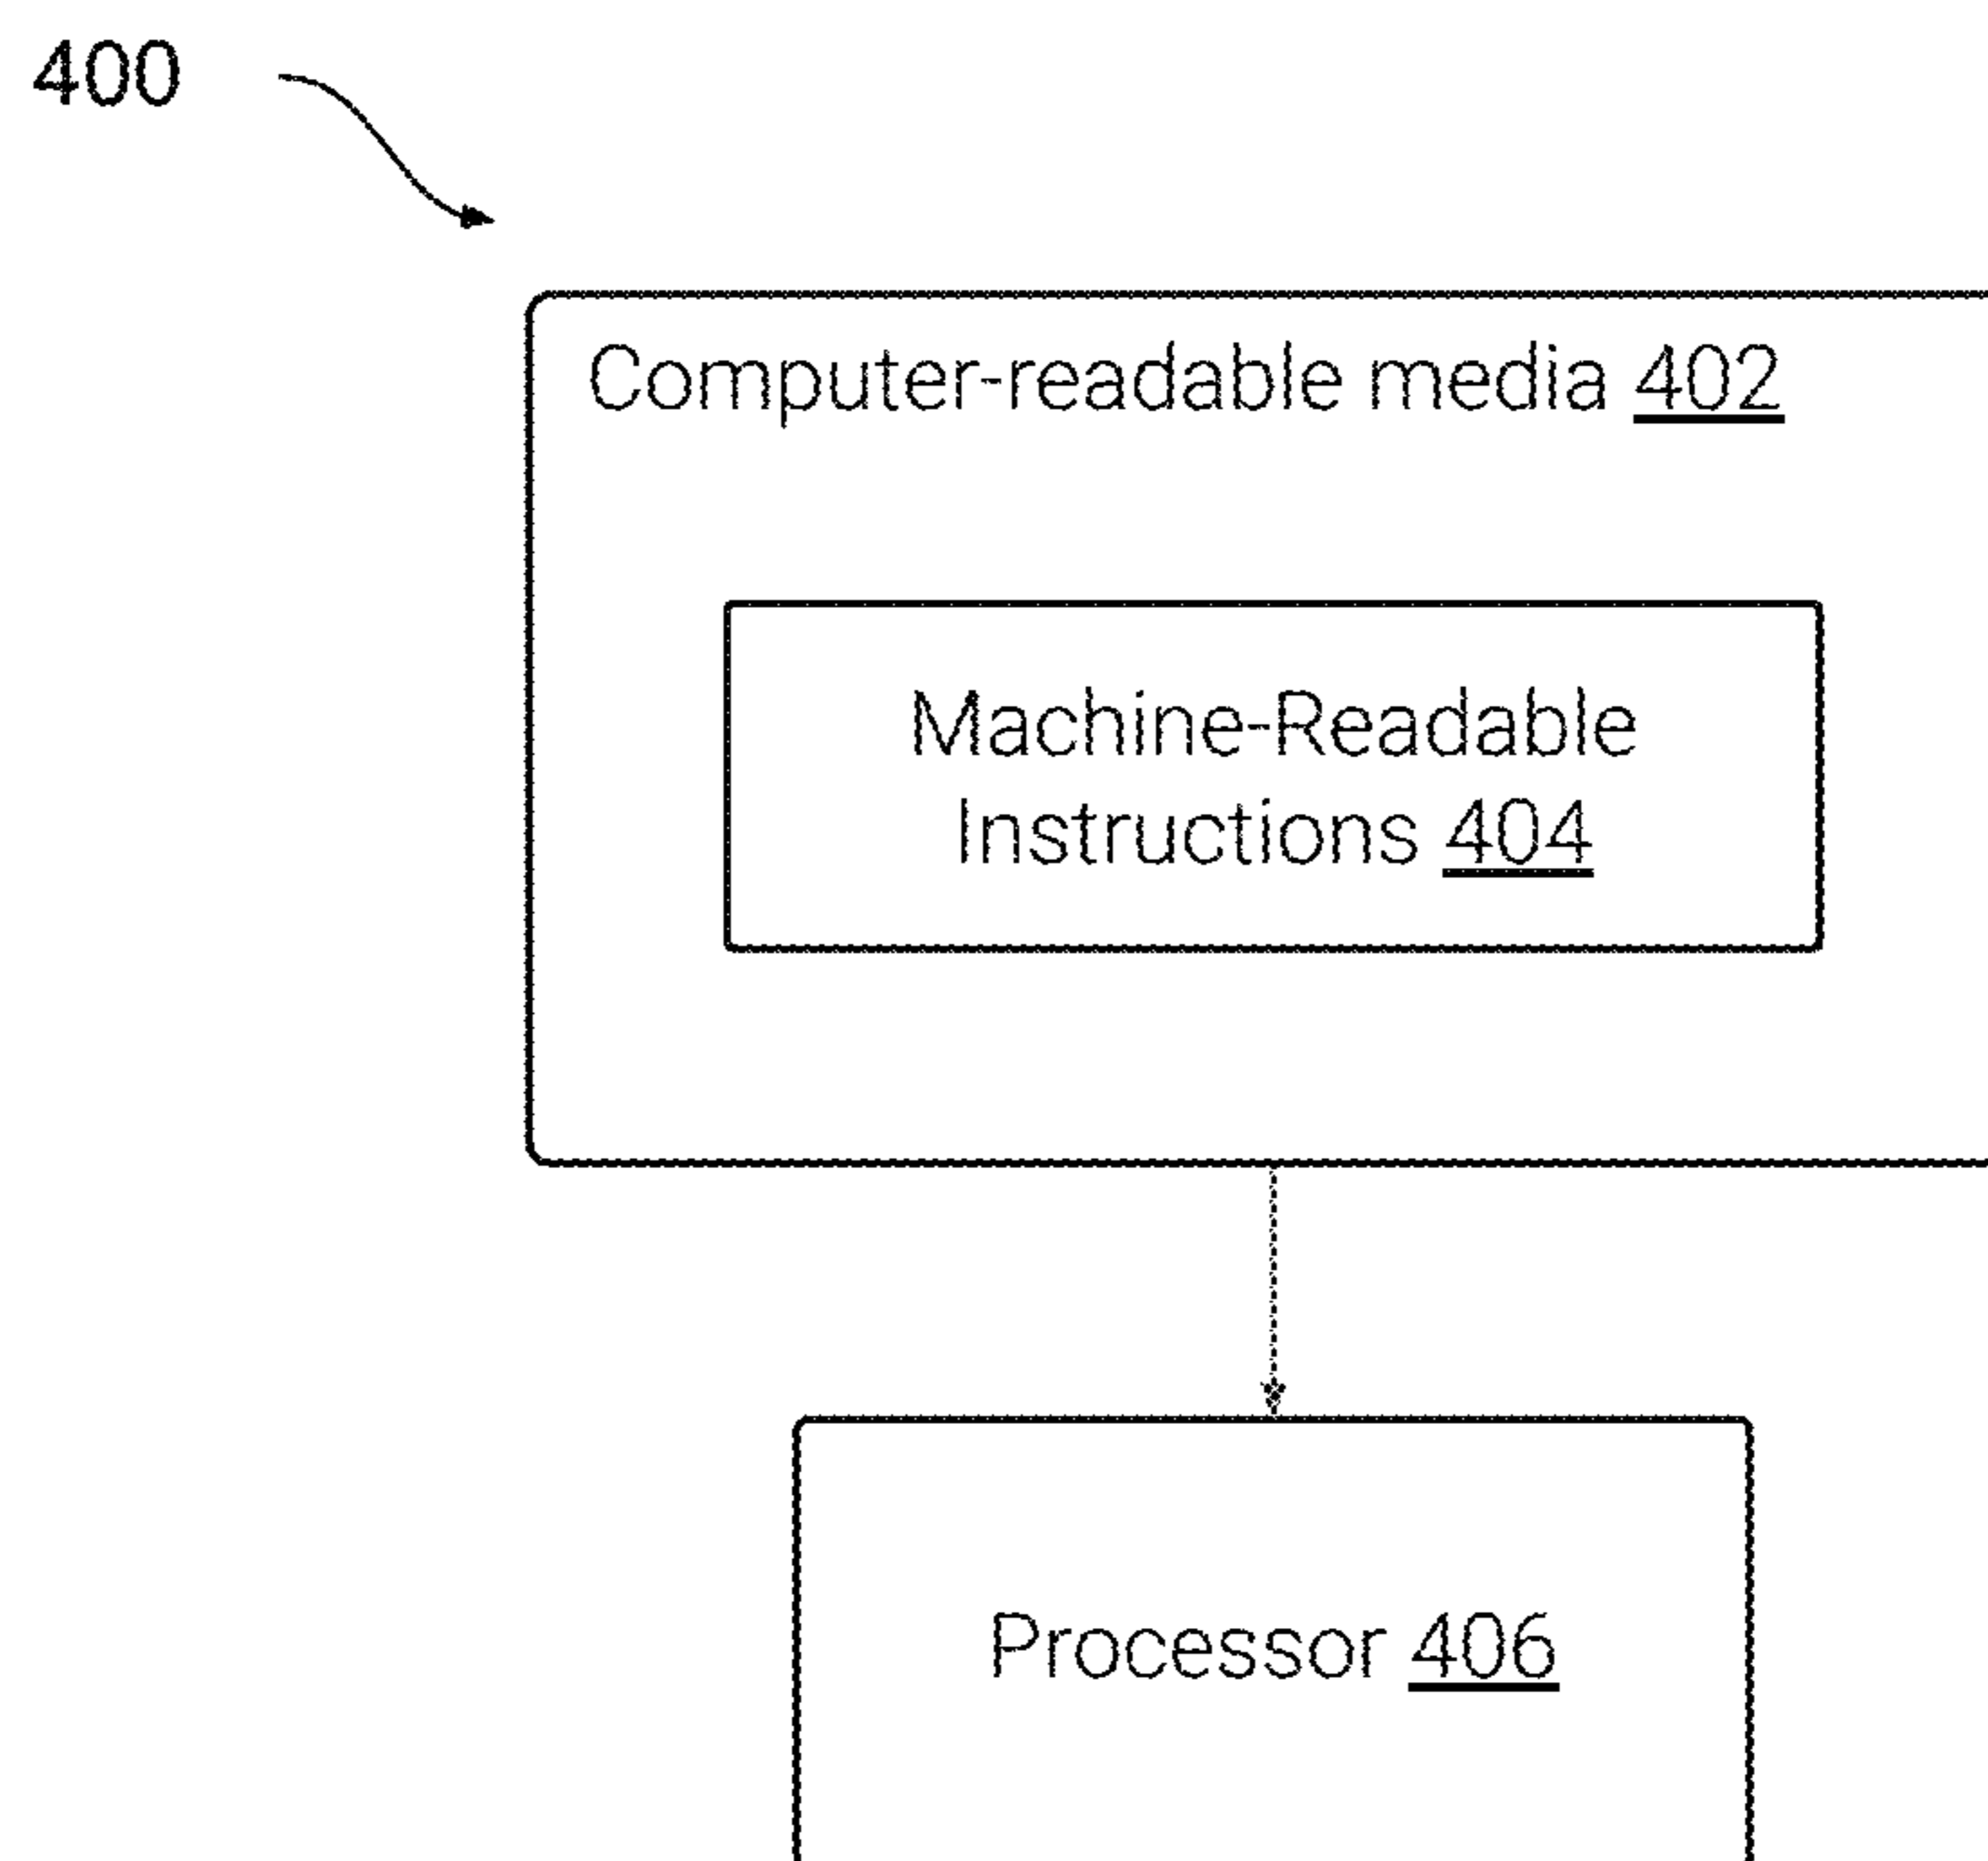 400
Computer-readable media 402
Machine-Readable
Instructions 404
Processor 406